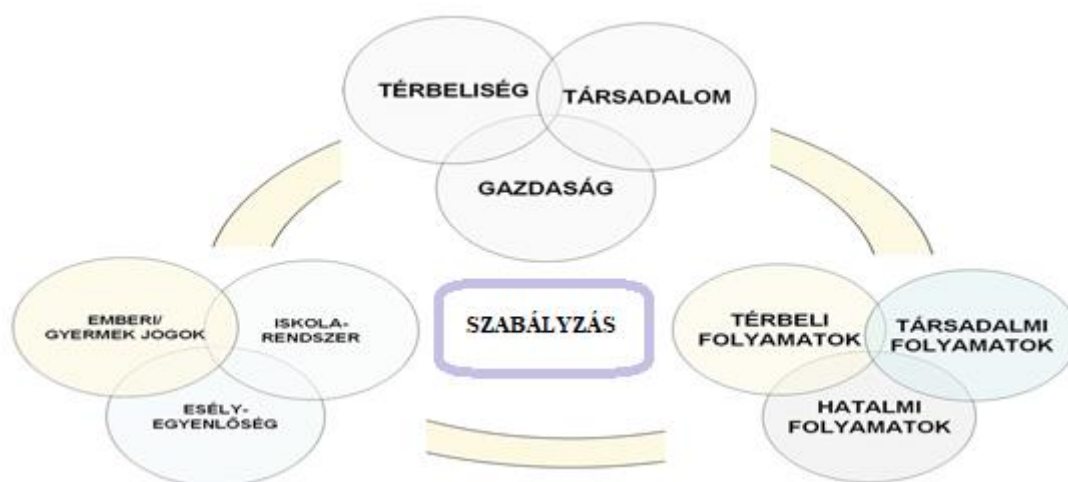 TÉRBELISÉG
TÁRSADALOM
GAZDASÁG
EMBERI/
GYERMEK JOGOK
ISKOLA-
RENDSZER
ESÉLY-
EGYENLŐSÉG
SZABÁLYZÁS
TÉRBELI
FOLYAMATOK
TÁRSADALMI
FOLYAMATOK
HATALMI
FOLYAMATOK